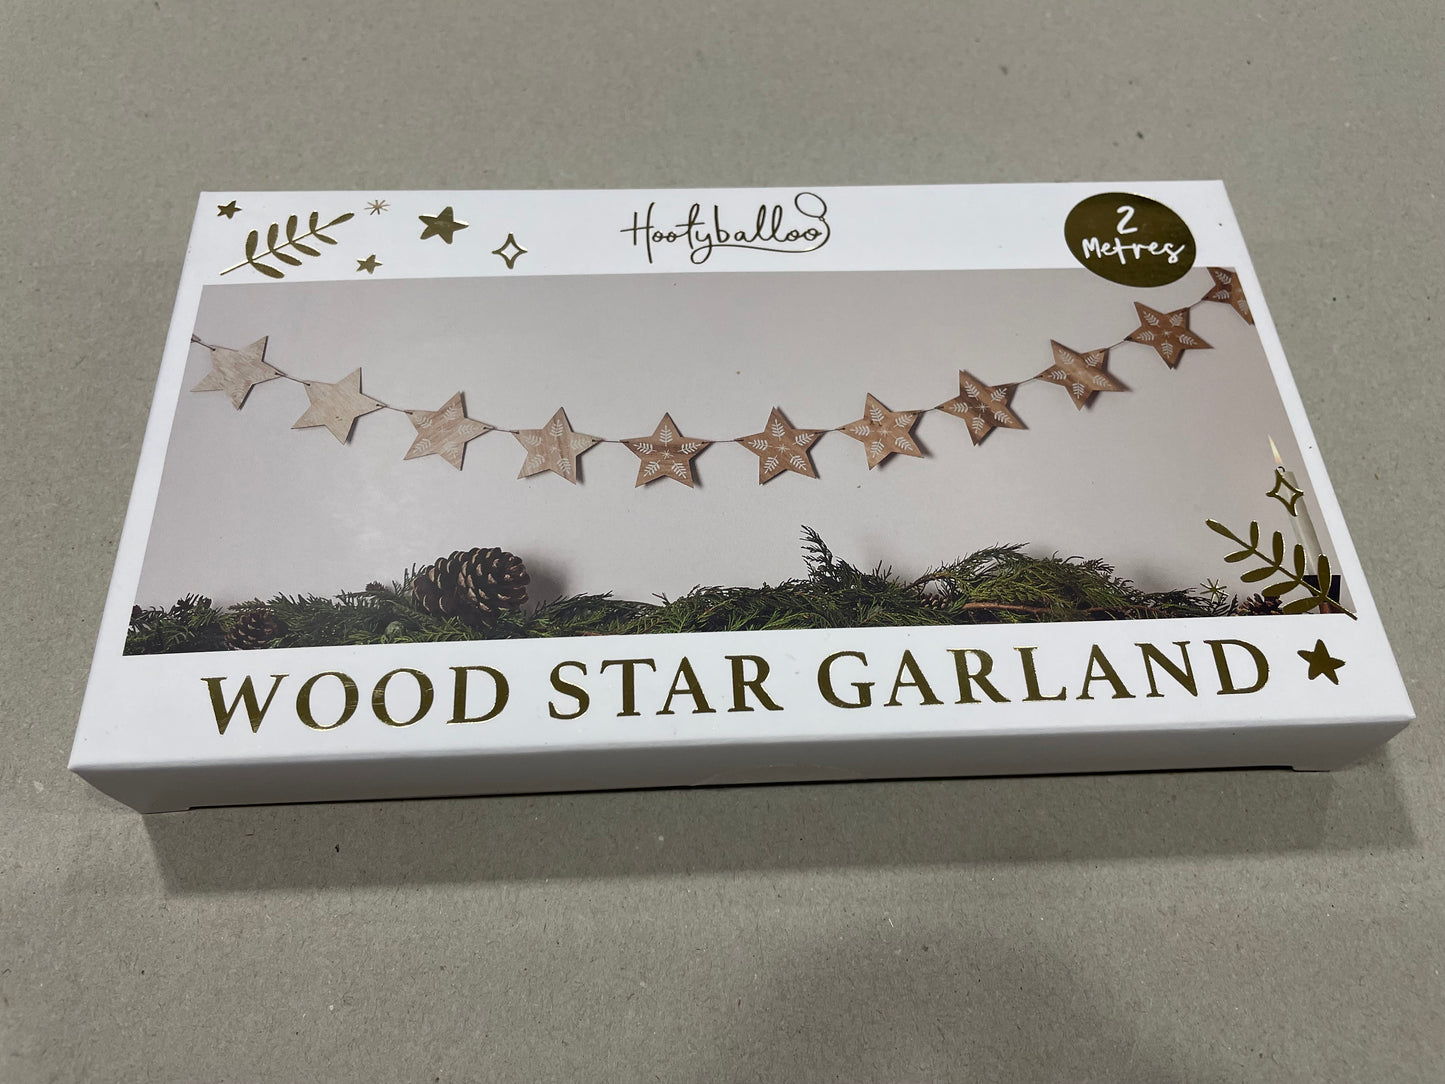 Hootyballoo
2
Metres
WOOD STAR GARLAND